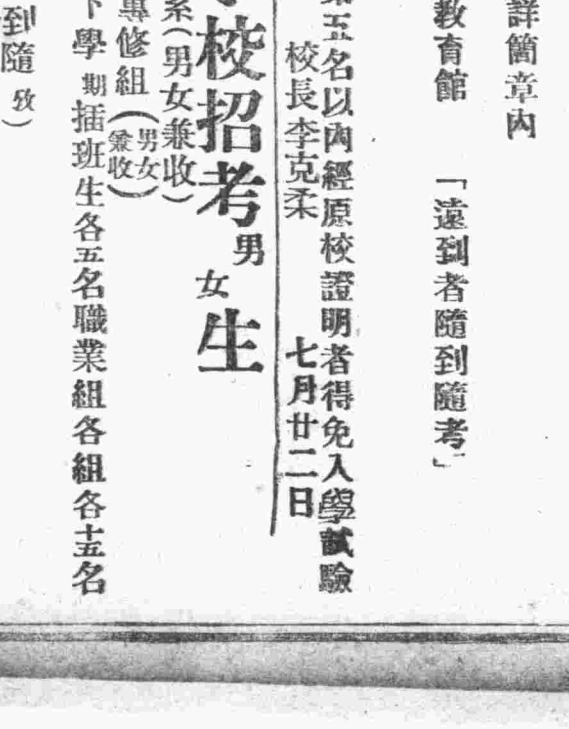 詳簡章內
教育館 「遠到者隨到隨考」
五名以內經原校證明者得免入學試驗
校長李克柔 七月廿二日
校招考男女生
系（男女兼收）
專修組（男女兼收）
下學期插班生各五名職業組各組各十五名
到隨攷）